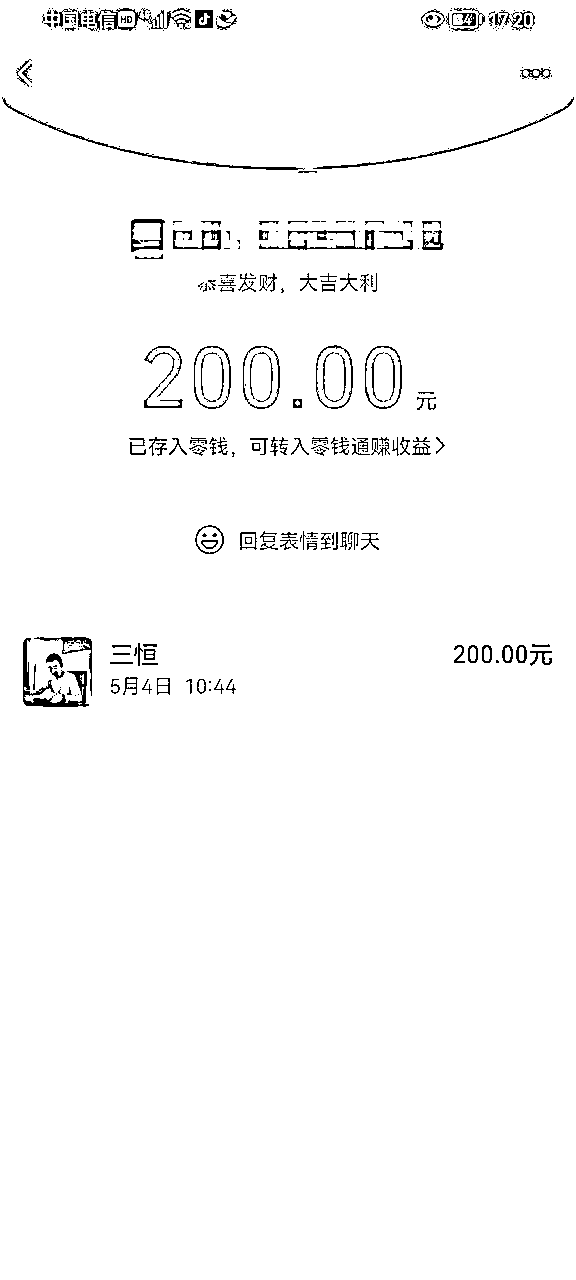 中国电信 HD 17:20
恭喜发财，大吉大利
200.00元
已存入零钱，可转入零钱通赚收益>
回复表情到聊天
三恒 200.00元
5月4日 10:44